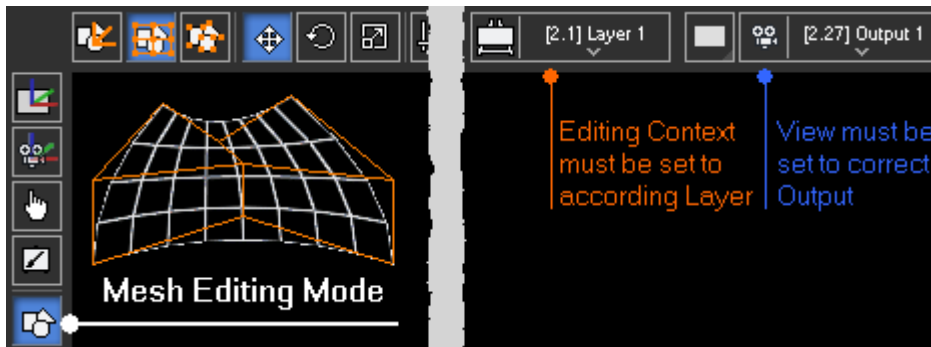 [2.1] Layer 1
[2.27] Output 1
Editing Context
must be set to
according Layer
View must be
set to correct
Output
Mesh Editing Mode